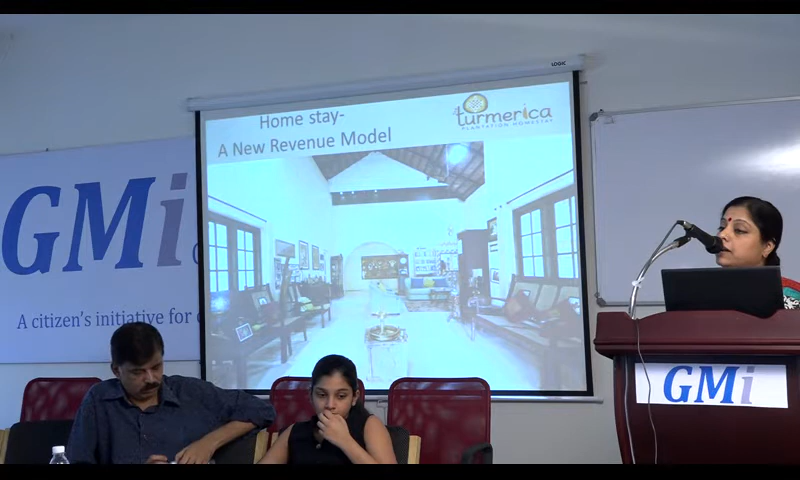 LOGIC
Home stay-
A New Revenue Model
turmerica
PLANTATION HOMESTAY
GMi
A citizen's initiative for
GMi